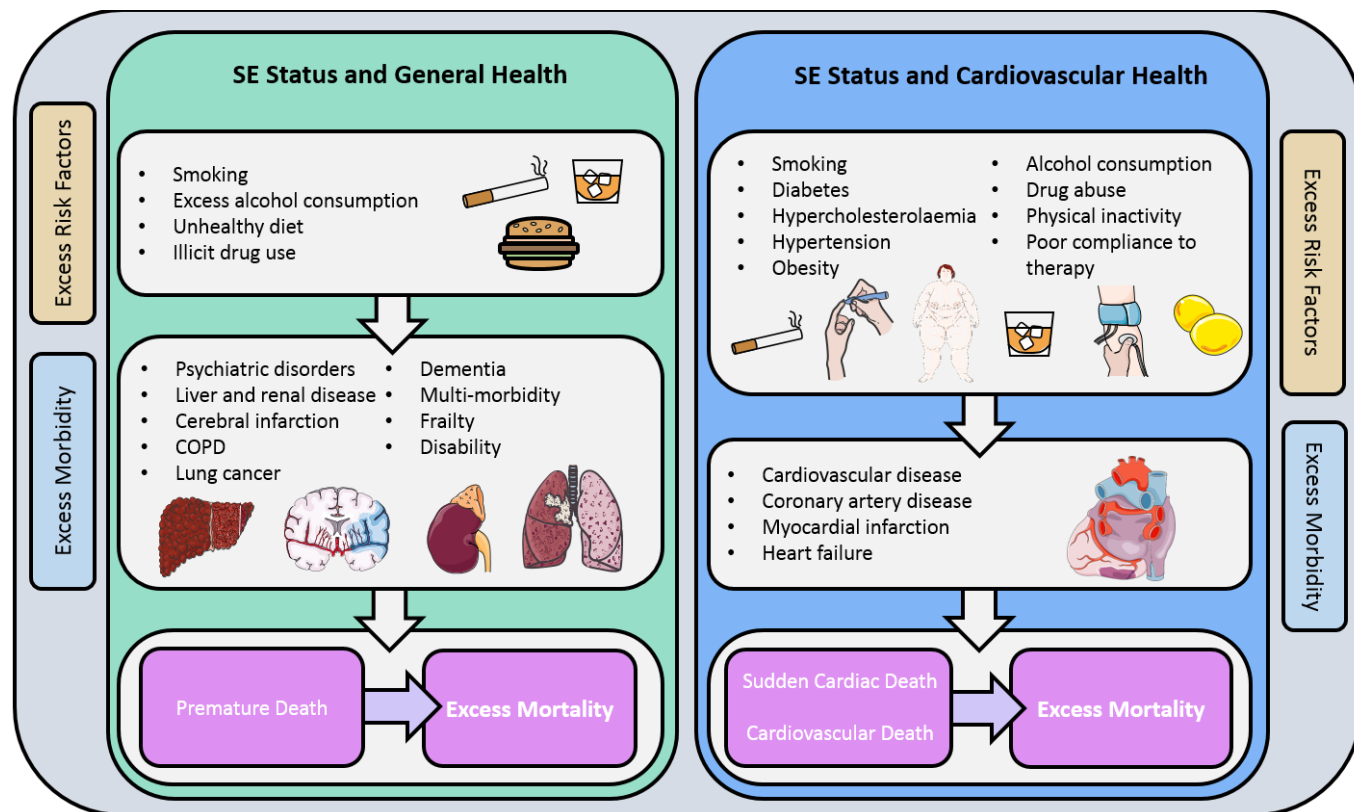 SE Status and General Health
Excess Risk Factors
• Smoking
• Excess alcohol consumption
• Unhealthy diet
• Illicit drug use
Excess Morbidity
• Psychiatric disorders
• Liver and renal disease
• Cerebral infarction
• COPD
• Lung cancer
• Dementia
• Multi-morbidity
• Frailty
• Disability
Premature Death
Excess Mortality
SE Status and Cardiovascular Health
• Smoking
• Diabetes
• Hypercholesterolaemia
• Hypertension
• Obesity
• Alcohol consumption
• Drug abuse
• Physical inactivity
• Poor compliance to
therapy
Excess Risk Factors
• Cardiovascular disease
• Coronary artery disease
• Myocardial infarction
• Heart failure
Excess Morbidity
Sudden Cardiac Death
Cardiovascular Death
Excess Mortality